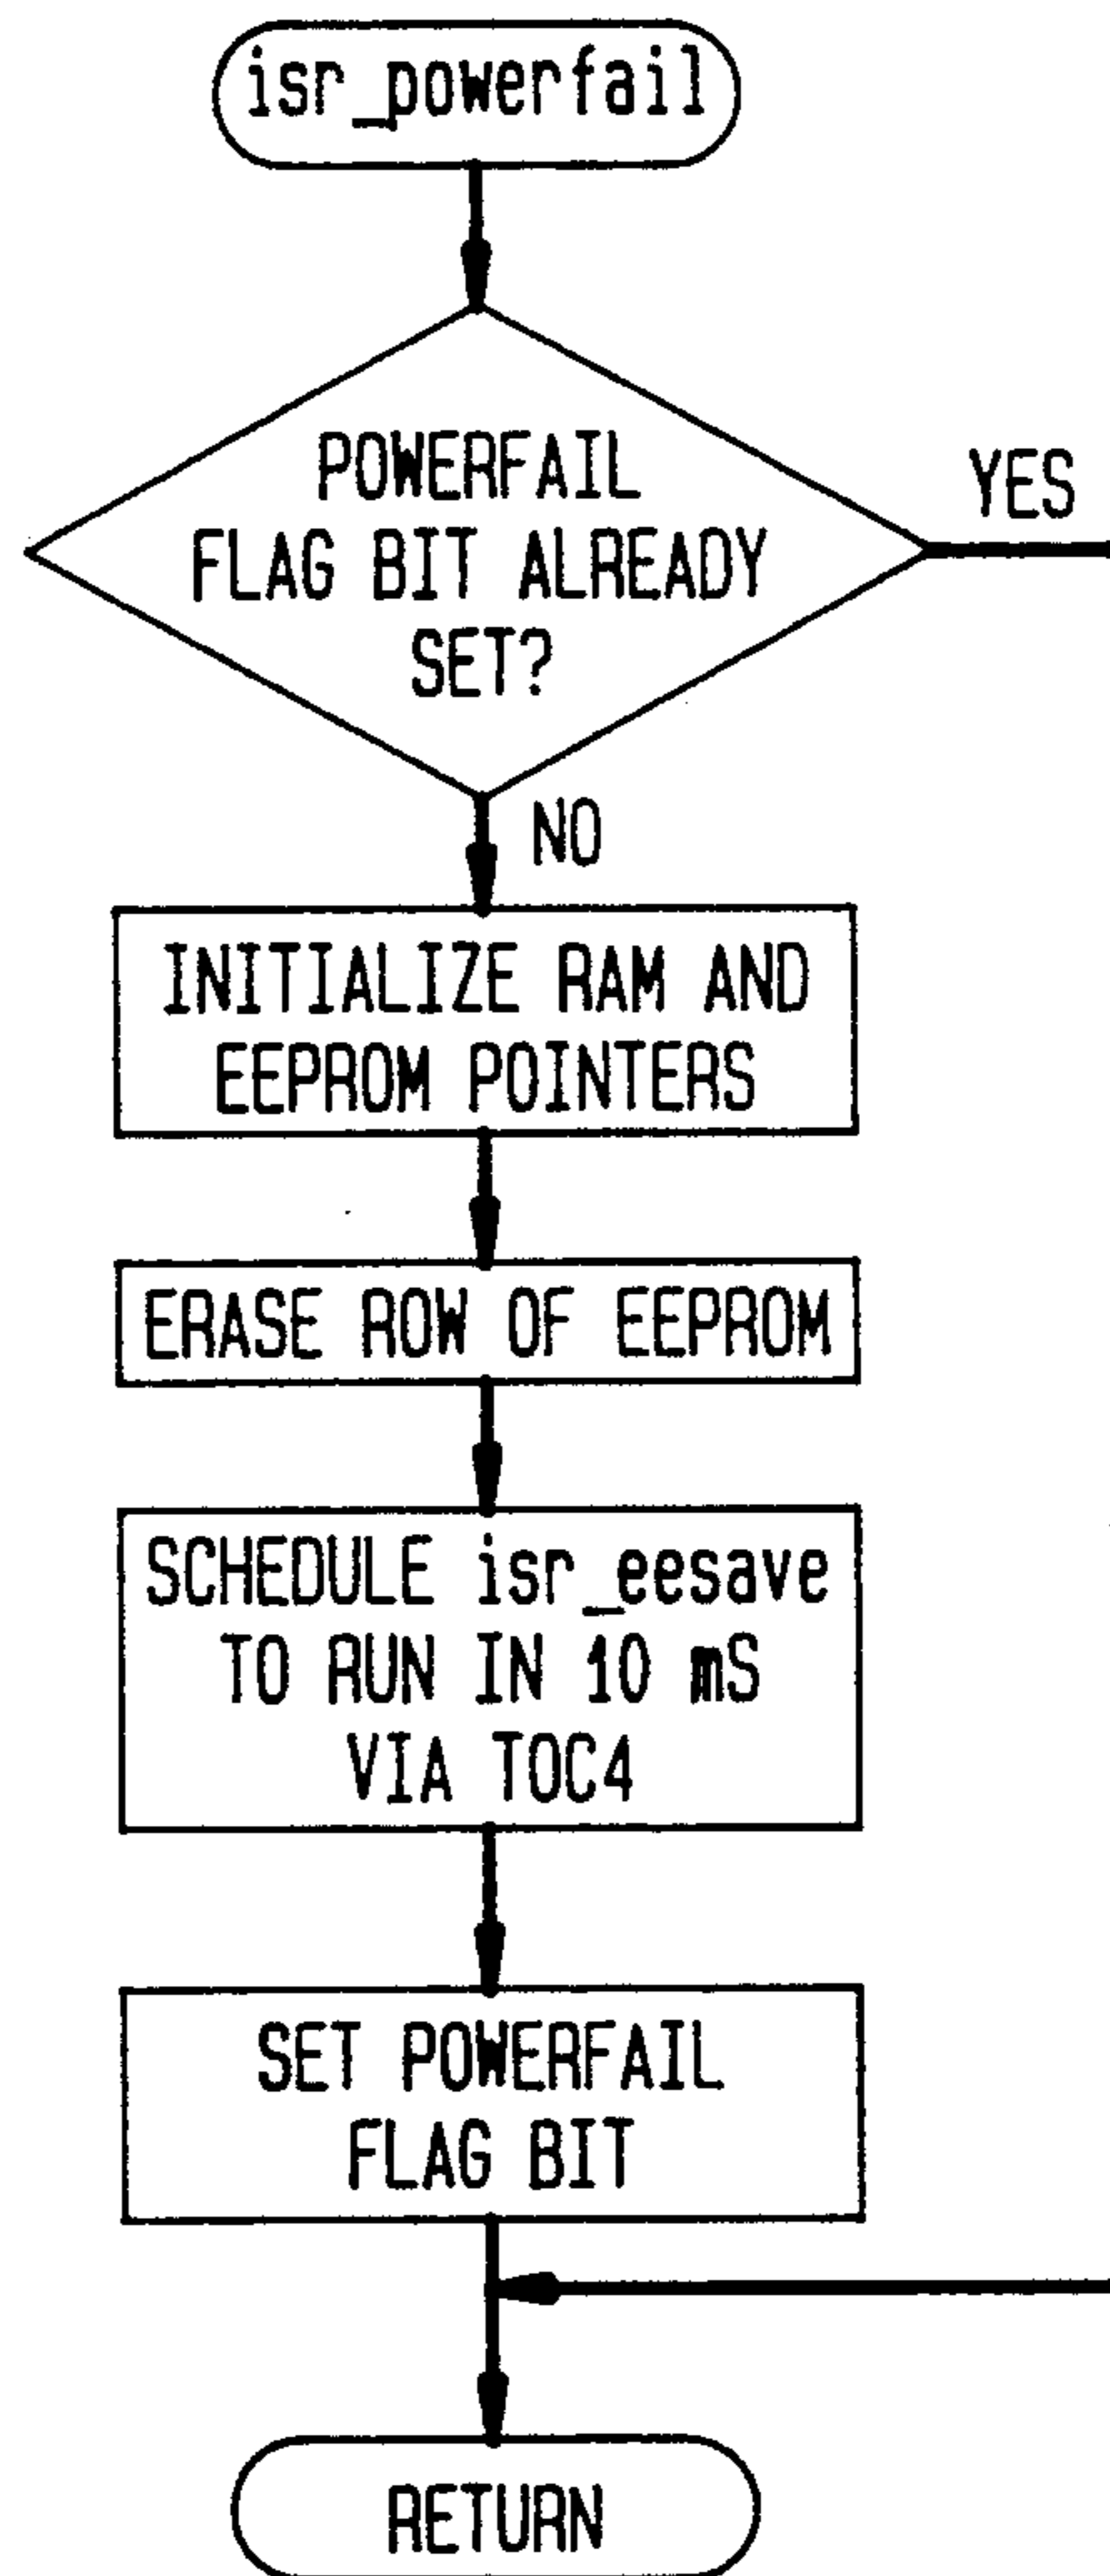 isr_powerfail
POWERFAIL
FLAG BIT ALREADY
SET?
YES
NO
INITIALIZE RAM AND
EEPROM POINTERS
ERASE ROW OF EEPROM
SCHEDULE isr_eesave
TO RUN IN 10 mS
VIA TOC4
SET POWERFAIL
FLAG BIT
RETURN